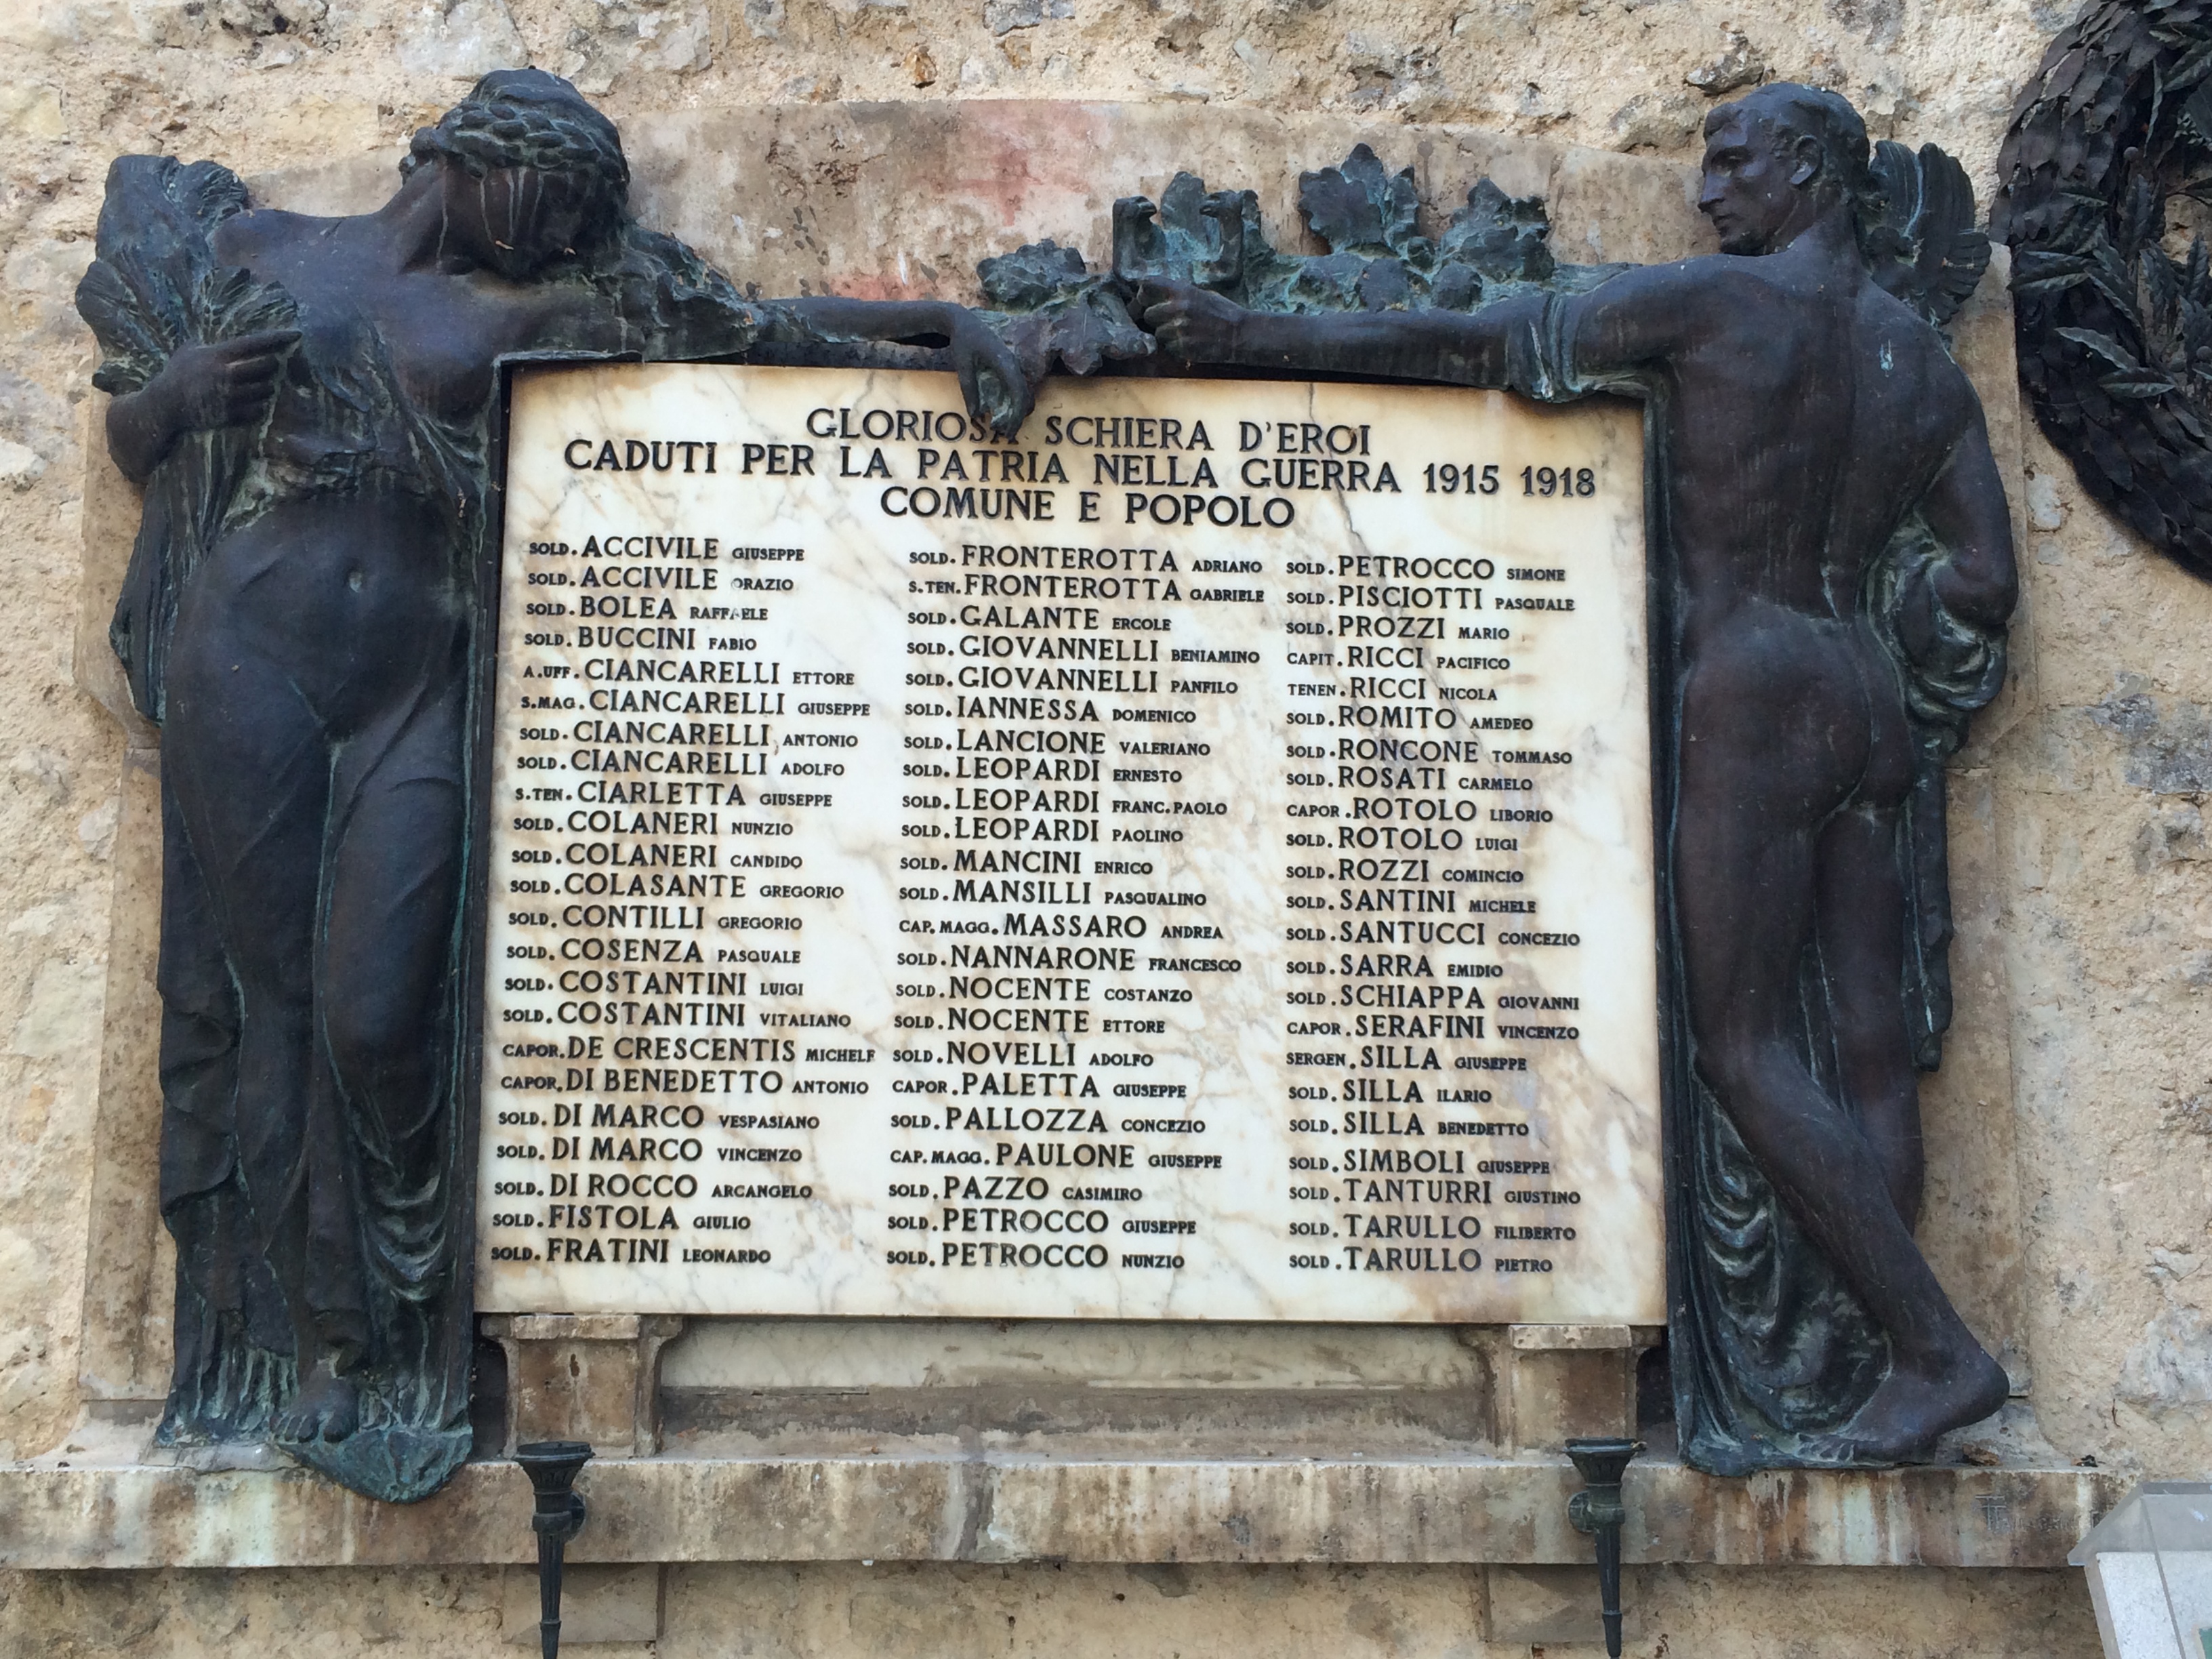 GLORIOSA SCHIERA D'EROI
CADUTI PER LA PATRIA NELLA GUERRA 1915 1918
COMUNE E POPOLO
SOLD. ACCIVILE GIUSEPPE
SOLD. ACCIVILE ORAZIO
SOLD. BOLEA RAFFAELE
SOLD. BUCCINI FABIO
A.UFF. CIANCARELLI ETTORE
S.MAG. CIANCARELLI GIUSEPPE
SOLD. CIANCARELLI ANTONIO
SOLD. CIANCARELLI ADOLFO
S.TEN. CIARLETTA GIUSEPPE
SOLD. COLANERI NUNZIO
SOLD. COLANERI CANDIDO
SOLD. COLASANTE GREGORIO
SOLD. CONTILLI GREGORIO
SOLD. COSENZA PASQUALE
SOLD. COSTANTINI LUIGI
SOLD. COSTANTINI VITALIANO
CAPOR. DE CRESCENTIS MICHELE
CAPOR. DI BENEDETTO ANTONIO
SOLD. DI MARCO VESPASIANO
SOLD. DI MARCO VINCENZO
SOLD. DI ROCCO ARCANGELO
SOLD. FISTOLA GIULIO
SOLD. FRATINI LEONARDO
SOLD. FRONTEROTTA ADRIANO
S.TEN. FRONTEROTTA GABRIELE
SOLD. GALANTE ERCOLE
SOLD. GIOVANNELLI BENIAMINO
SOLD. GIOVANNELLI PANFILO
SOLD. IANNESSA DOMENICO
SOLD. LANCIONE VALERIANO
SOLD. LEOPARDI ERNESTO
SOLD. LEOPARDI FRANC. PAOLO
SOLD. LEOPARDI PAOLINO
SOLD. MANCINI ENRICO
SOLD. MANSILLI PASQUALINO
CAP. MAGG. MASSARO ANDREA
SOLD. NANNARONE FRANCESCO
SOLD. NOCENTE COSTANZO
SOLD. NOCENTE ETTORE
SOLD. NOVELLI ADOLFO
CAPOR. PALETTA GIUSEPPE
SOLD. PALLOZZA CONCEZIO
CAP. MAGG. PAULONE GIUSEPPE
SOLD. PAZZO CASIMIRO
SOLD. PETROCCO GIUSEPPE
SOLD. PETROCCO NUNZIO
SOLD. PETROCCO SIMONE
SOLD. PISCIOTTI PASQUALE
SOLD. PROZZI MARIO
CAPIT. RICCI PACIFICO
TENEN. RICCI NICOLA
SOLD. ROMITO AMEDEO
SOLD. RONCONE TOMMASO
SOLD. ROSATI CARMELO
CAPOR. ROTOLO LIBORIO
SOLD. ROTOLO LUIGI
SOLD. ROZZI COMINCIO
SOLD. SANTINI MICHELE
SOLD. SANTUCCI CONCEZIO
SOLD. SARRA EMIDIO
SOLD. SCHIAPPA GIOVANNI
CAPOR. SERAFINI VINCENZO
SERGEN. SILLA GIUSEPPE
SOLD. SILLA ILARIO
SOLD. SILLA BENEDETTO
SOLD. SIMBOLI GIUSEPPE
SOLD. TANTURRI GIUSTINO
SOLD. TARULLO FILIBERTO
SOLD. TARULLO PIETRO